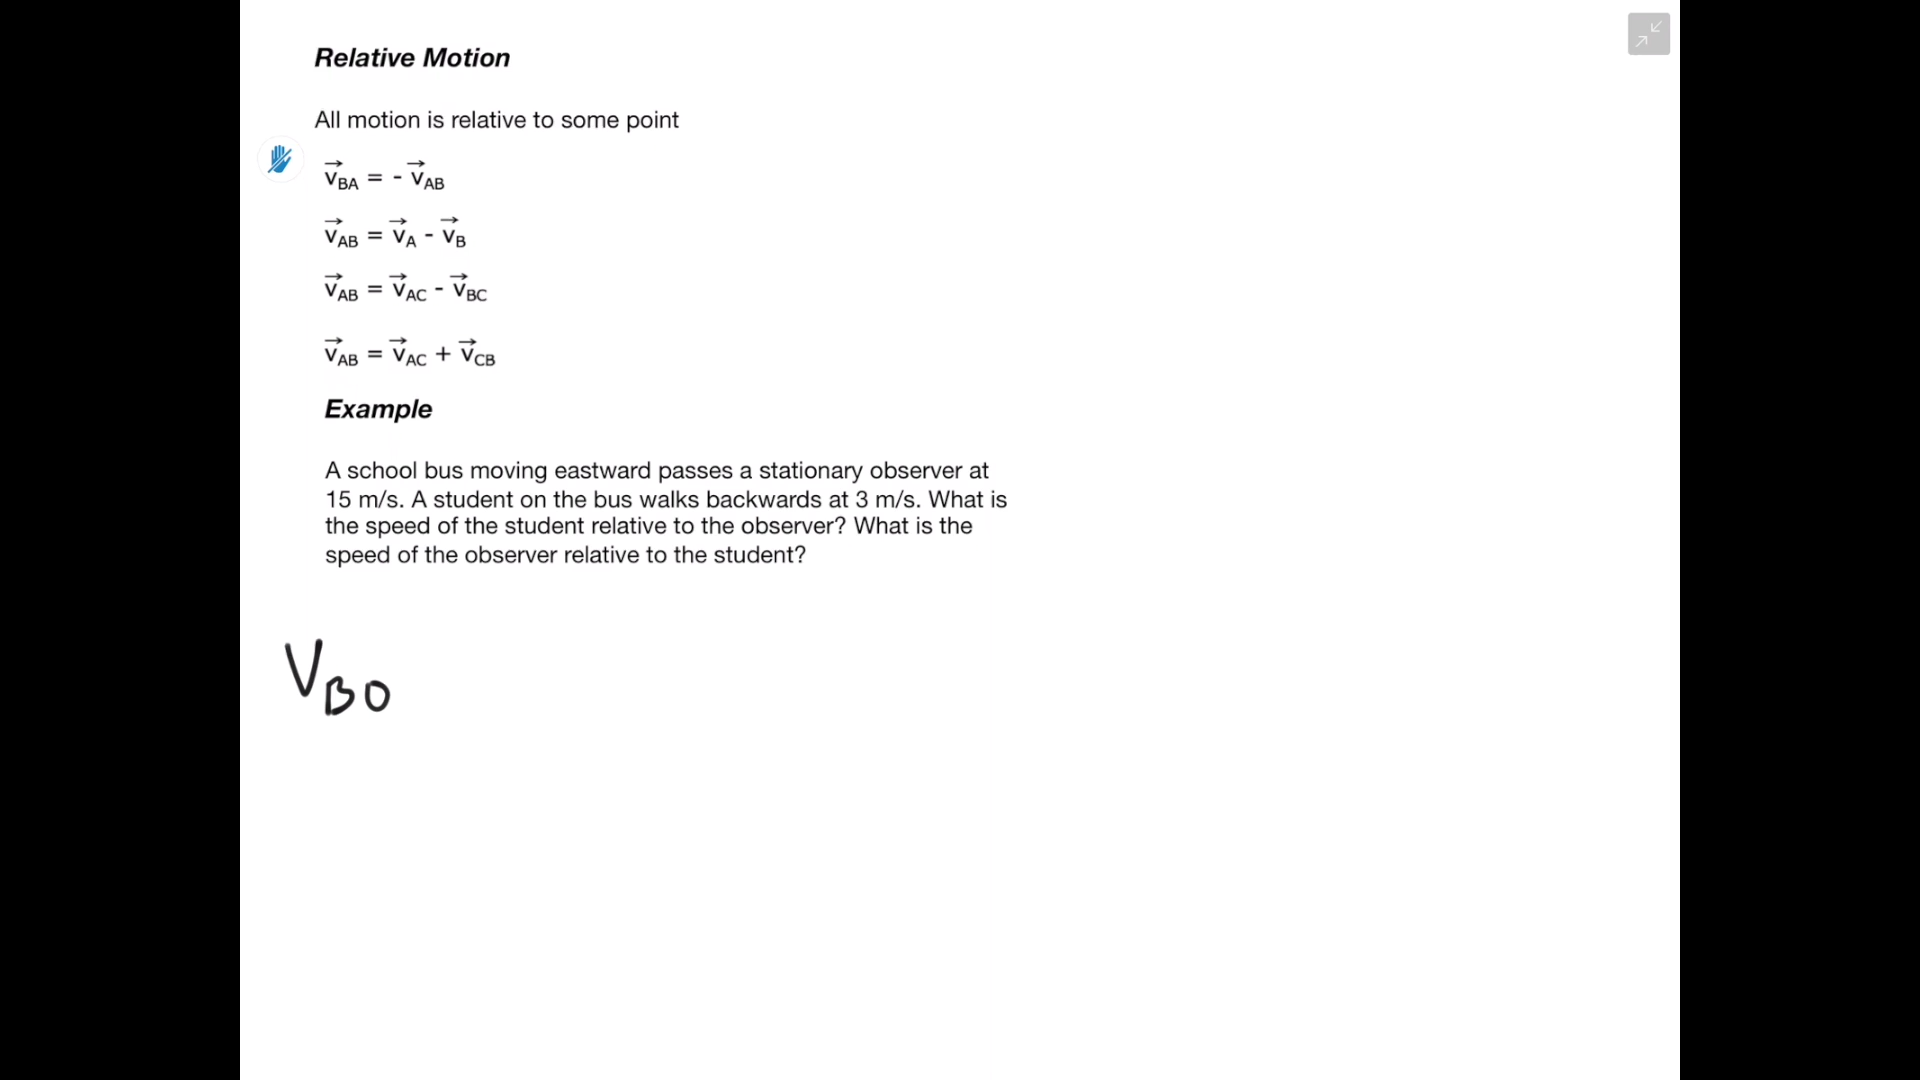 Relative Motion
All motion is relative to some point
v⃗BA = - v⃗AB
v⃗AB = v⃗A - v⃗B
v⃗AB = v⃗AC - v⃗BC
v⃗AB = v⃗AC + v⃗CB
Example
A school bus moving eastward passes a stationary observer at
15 m/s. A student on the bus walks backwards at 3 m/s. What is
the speed of the student relative to the observer? What is the
speed of the observer relative to the student?
VBO